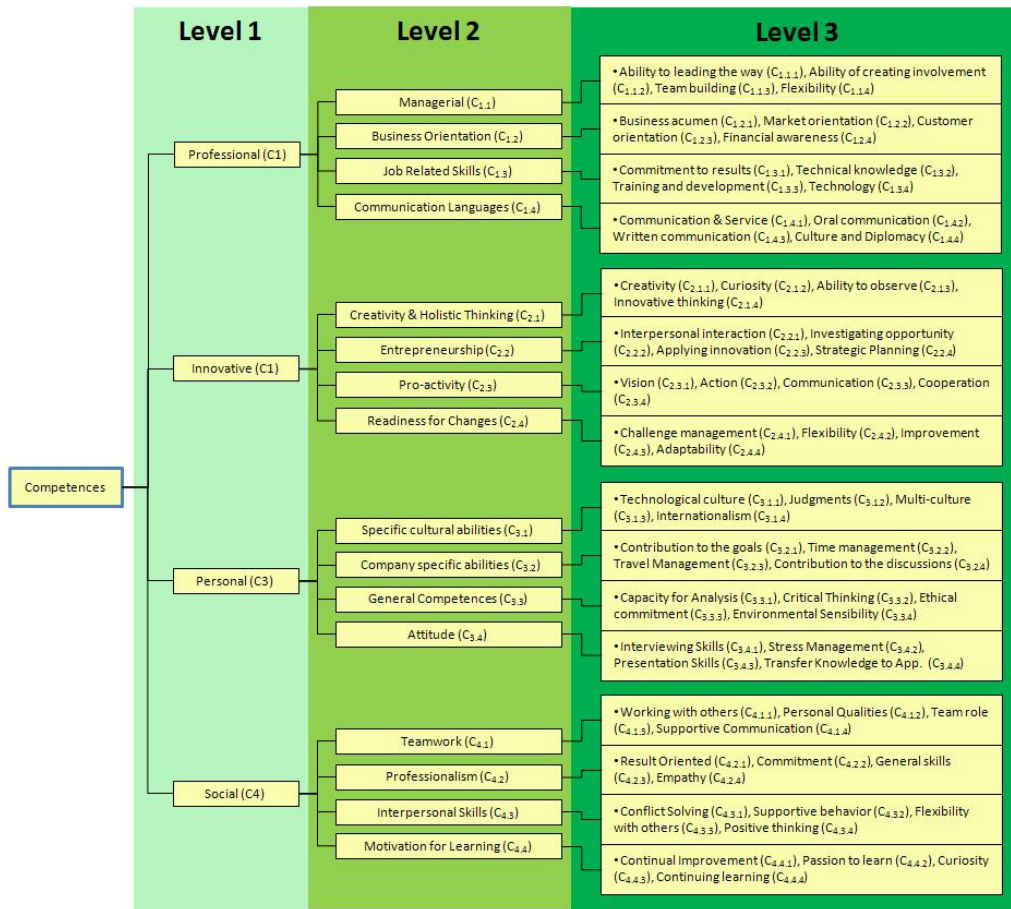 Level 1
Level 2
Level 3
Competences
Professional (C1)
Managerial (C1.1)
Business Orientation (C1.2)
Job Related Skills (C1.3)
Communication Languages (C1.4)
•Ability to leading the way (C1.1.1), Ability of creating involvement
(C1.1.2), Team building (C1.1.3), Flexibility (C1.1.4)
•Business acumen (C1.2.1), Market orientation (C1.2.2), Customer
orientation (C1.2.3), Financial awareness (C1.2.4)
•Commitment to results (C1.3.1), Technical knowledge (C1.3.2),
Training and development (C1.3.3), Technology (C1.3.4)
•Communication & Service (C1.4.1), Oral communication (C1.4.2),
Written communication (C1.4.3), Culture and Diplomacy (C1.4.4)
Innovative (C1)
Creativity & Holistic Thinking (C2.1)
Entrepreneurship (C2.2)
Pro-activity (C2.3)
Readiness for Changes (C2.4)
•Creativity (C2.1.1), Curiosity (C2.1.2), Ability to observe (C2.1.3),
Innovative thinking (C2.1.4)
•Interpersonal interaction (C2.2.1), Investigating opportunity
(C2.2.2), Applying innovation (C2.2.3), Strategic Planning (C2.2.4)
•Vision (C2.3.1), Action (C2.3.2), Communication (C2.3.3), Cooperation
(C2.3.4)
•Challenge management (C2.4.1), Flexibility (C2.4.2), Improvement
(C2.4.3), Adaptability (C2.4.4)
Personal (C3)
Specific cultural abilities (C3.1)
Company specific abilities (C3.2)
General Competences (C3.3)
Attitude (C3.4)
•Technological culture (C3.1.1), Judgments (C3.1.2), Multi-culture
(C3.1.3), Internationalism (C3.1.4)
•Contribution to the goals (C3.2.1), Time management (C3.2.2),
Travel Management (C3.2.3), Contribution to the discussions (C3.2.4)
•Capacity for Analysis (C3.3.1), Critical Thinking (C3.3.2), Ethical
commitment (C3.3.3), Environmental Sensibility (C3.3.4)
•Interviewing Skills (C3.4.1), Stress Management (C3.4.2),
Presentation Skills (C3.4.3), Transfer Knowledge to App. (C3.4.4)
Social (C4)
Teamwork (C4.1)
Professionalism (C4.2)
Interpersonal Skills (C4.3)
Motivation for Learning (C4.4)
•Working with others (C4.1.1), Personal Qualities (C4.1.2), Team role
(C4.1.3), Supportive Communication (C4.1.4)
•Result Oriented (C4.2.1), Commitment (C4.2.2), General skills
(C4.2.3), Empathy (C4.2.4)
•Conflict Solving (C4.3.1), Supportive behavior (C4.3.2), Flexibility
with others (C4.3.3), Positive thinking (C4.3.4)
•Continual Improvement (C4.4.1), Passion to learn (C4.4.2), Curiosity
(C4.4.3), Continuing learning (C4.4.4)